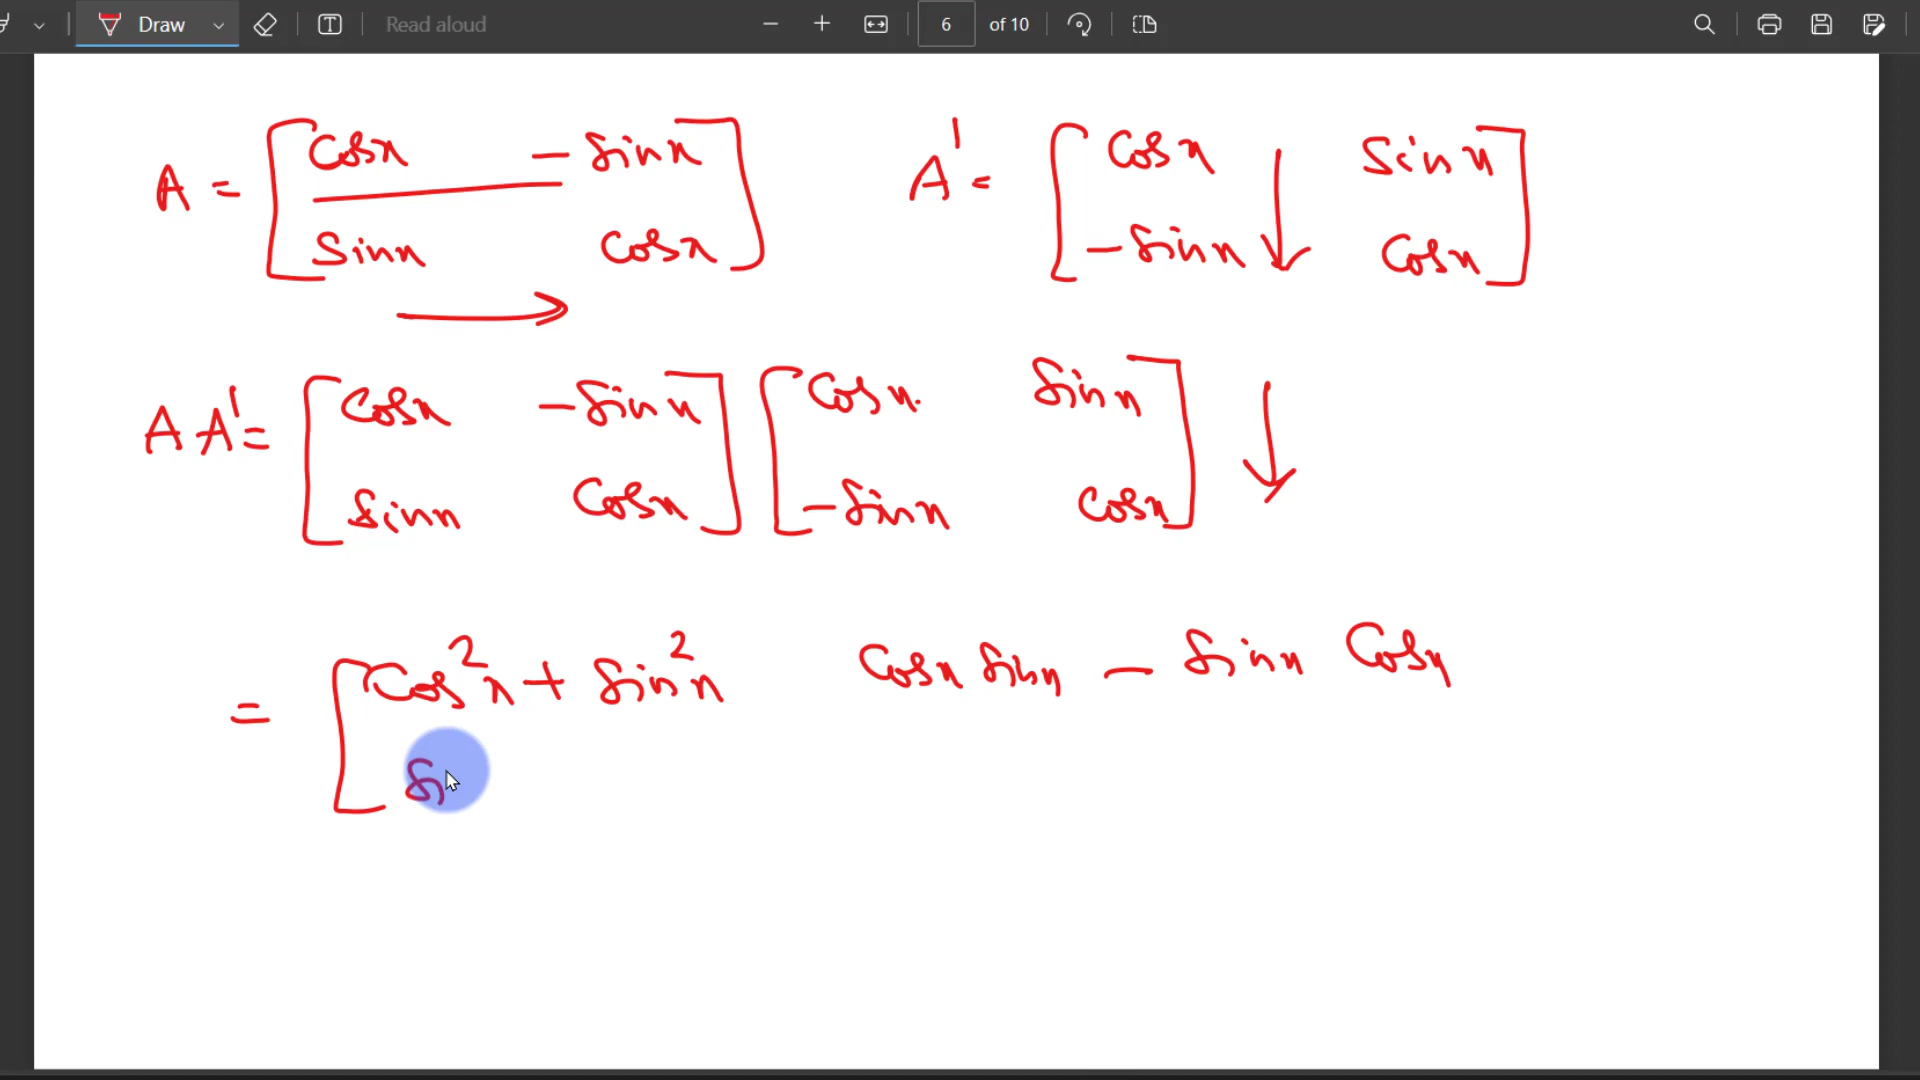 Draw Read aloud 6 of 10
A = [ Cosx - Sinx
Sinx Cosx ]
A' = [ Cosx Sinx
-Sinx Cosx ]
AA' = [ Cosx -Sinx
Sinx Cosx ] [ Cosx. Sinx
-Sinx Cosx ]
= [ Cos²x + Sin²x Cosx Sinx - Sinx Cosx
Si